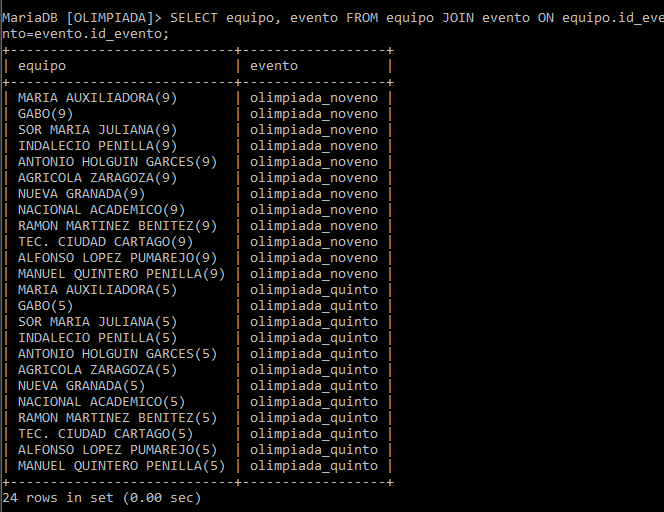 MariaDB [OLIMPIADA]> SELECT equipo, evento FROM equipo JOIN evento ON equipo.id_eve
nto=evento.id_evento;
+----------------------------+------------------+
| equipo                     | evento           |
+----------------------------+------------------+
| MARIA AUXILIADORA(9)       | olimpiada_noveno |
| GABO(9)                    | olimpiada_noveno |
| SOR MARIA JULIANA(9)       | olimpiada_noveno |
| INDALECIO PENILLA(9)       | olimpiada_noveno |
| ANTONIO HOLGUIN GARCES(9)  | olimpiada_noveno |
| AGRICOLA ZARAGOZA(9)       | olimpiada_noveno |
| NUEVA GRANADA(9)           | olimpiada_noveno |
| NACIONAL ACADEMICO(9)      | olimpiada_noveno |
| RAMON MARTINEZ BENITEZ(9)  | olimpiada_noveno |
| TEC. CIUDAD CARTAGO(9)     | olimpiada_noveno |
| ALFONSO LOPEZ PUMAREJO(9)  | olimpiada_noveno |
| MANUEL QUINTERO PENILLA(9) | olimpiada_noveno |
| MARIA AUXILIADORA(5)       | olimpiada_quinto |
| GABO(5)                    | olimpiada_quinto |
| SOR MARIA JULIANA(5)       | olimpiada_quinto |
| INDALECIO PENILLA(5)       | olimpiada_quinto |
| ANTONIO HOLGUIN GARCES(5)  | olimpiada_quinto |
| AGRICOLA ZARAGOZA(5)       | olimpiada_quinto |
| NUEVA GRANADA(5)           | olimpiada_quinto |
| NACIONAL ACADEMICO(5)      | olimpiada_quinto |
| RAMON MARTINEZ BENITEZ(5)  | olimpiada_quinto |
| TEC. CIUDAD CARTAGO(5)     | olimpiada_quinto |
| ALFONSO LOPEZ PUMAREJO(5)  | olimpiada_quinto |
| MANUEL QUINTERO PENILLA(5) | olimpiada_quinto |
+----------------------------+------------------+
24 rows in set (0.00 sec)